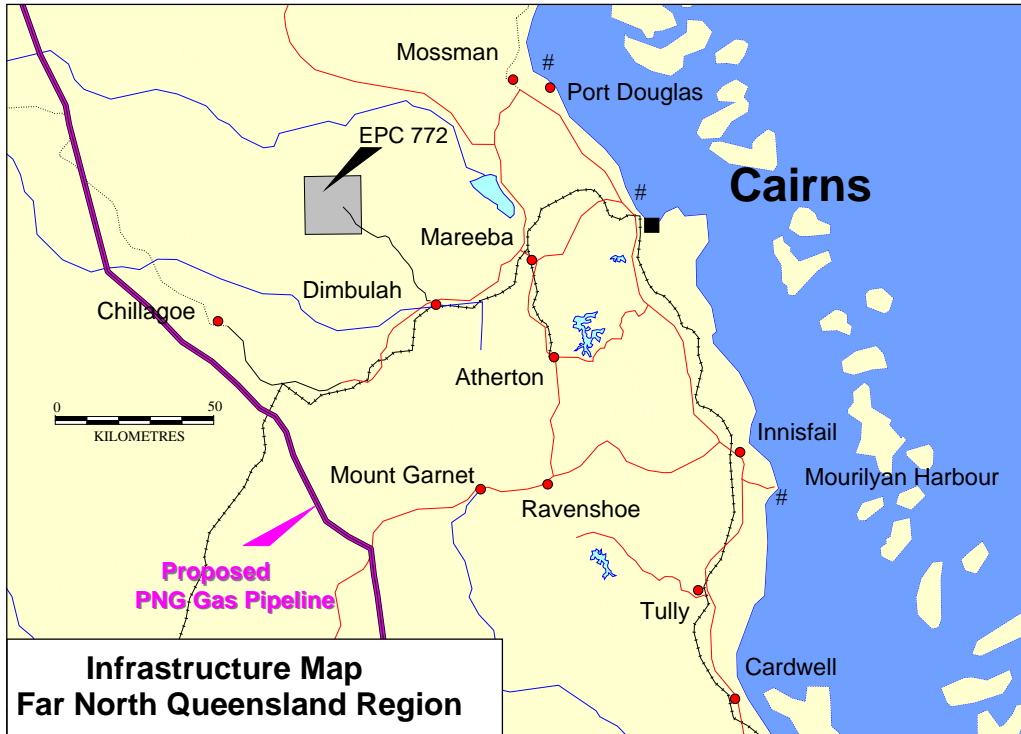 Mossman
#
Port Douglas
EPC 772
#
Cairns
Mareeba
Dimbulah
Chillagoe
Atherton
0 50
KILOMETRES
Innisfail
Mount Garnet
Mourilyan Harbour
#
Ravenshoe
Proposed
PNG Gas Pipeline
Tully
Infrastructure Map
Far North Queensland Region
Cardwell